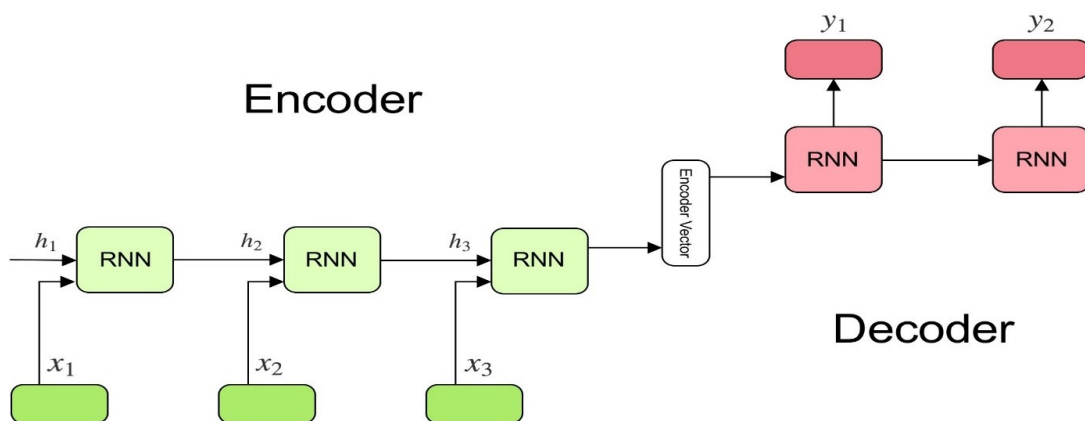 y₁
y₂
Encoder
RNN
RNN
Encoder Vector
h₁
RNN
h₂
RNN
h₃
RNN
Decoder
x₁
x₂
x₃